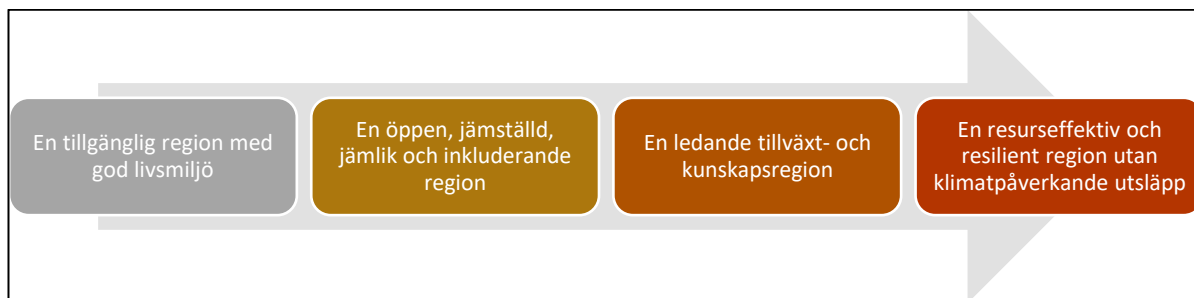 En tillgänglig region med
god livsmiljö
En öppen, jämställd,
jämlik och inkluderande
region
En ledande tillväxt- och
kunskapsregion
En resurseffektiv och
resilient region utan
klimatpåverkande utsläpp